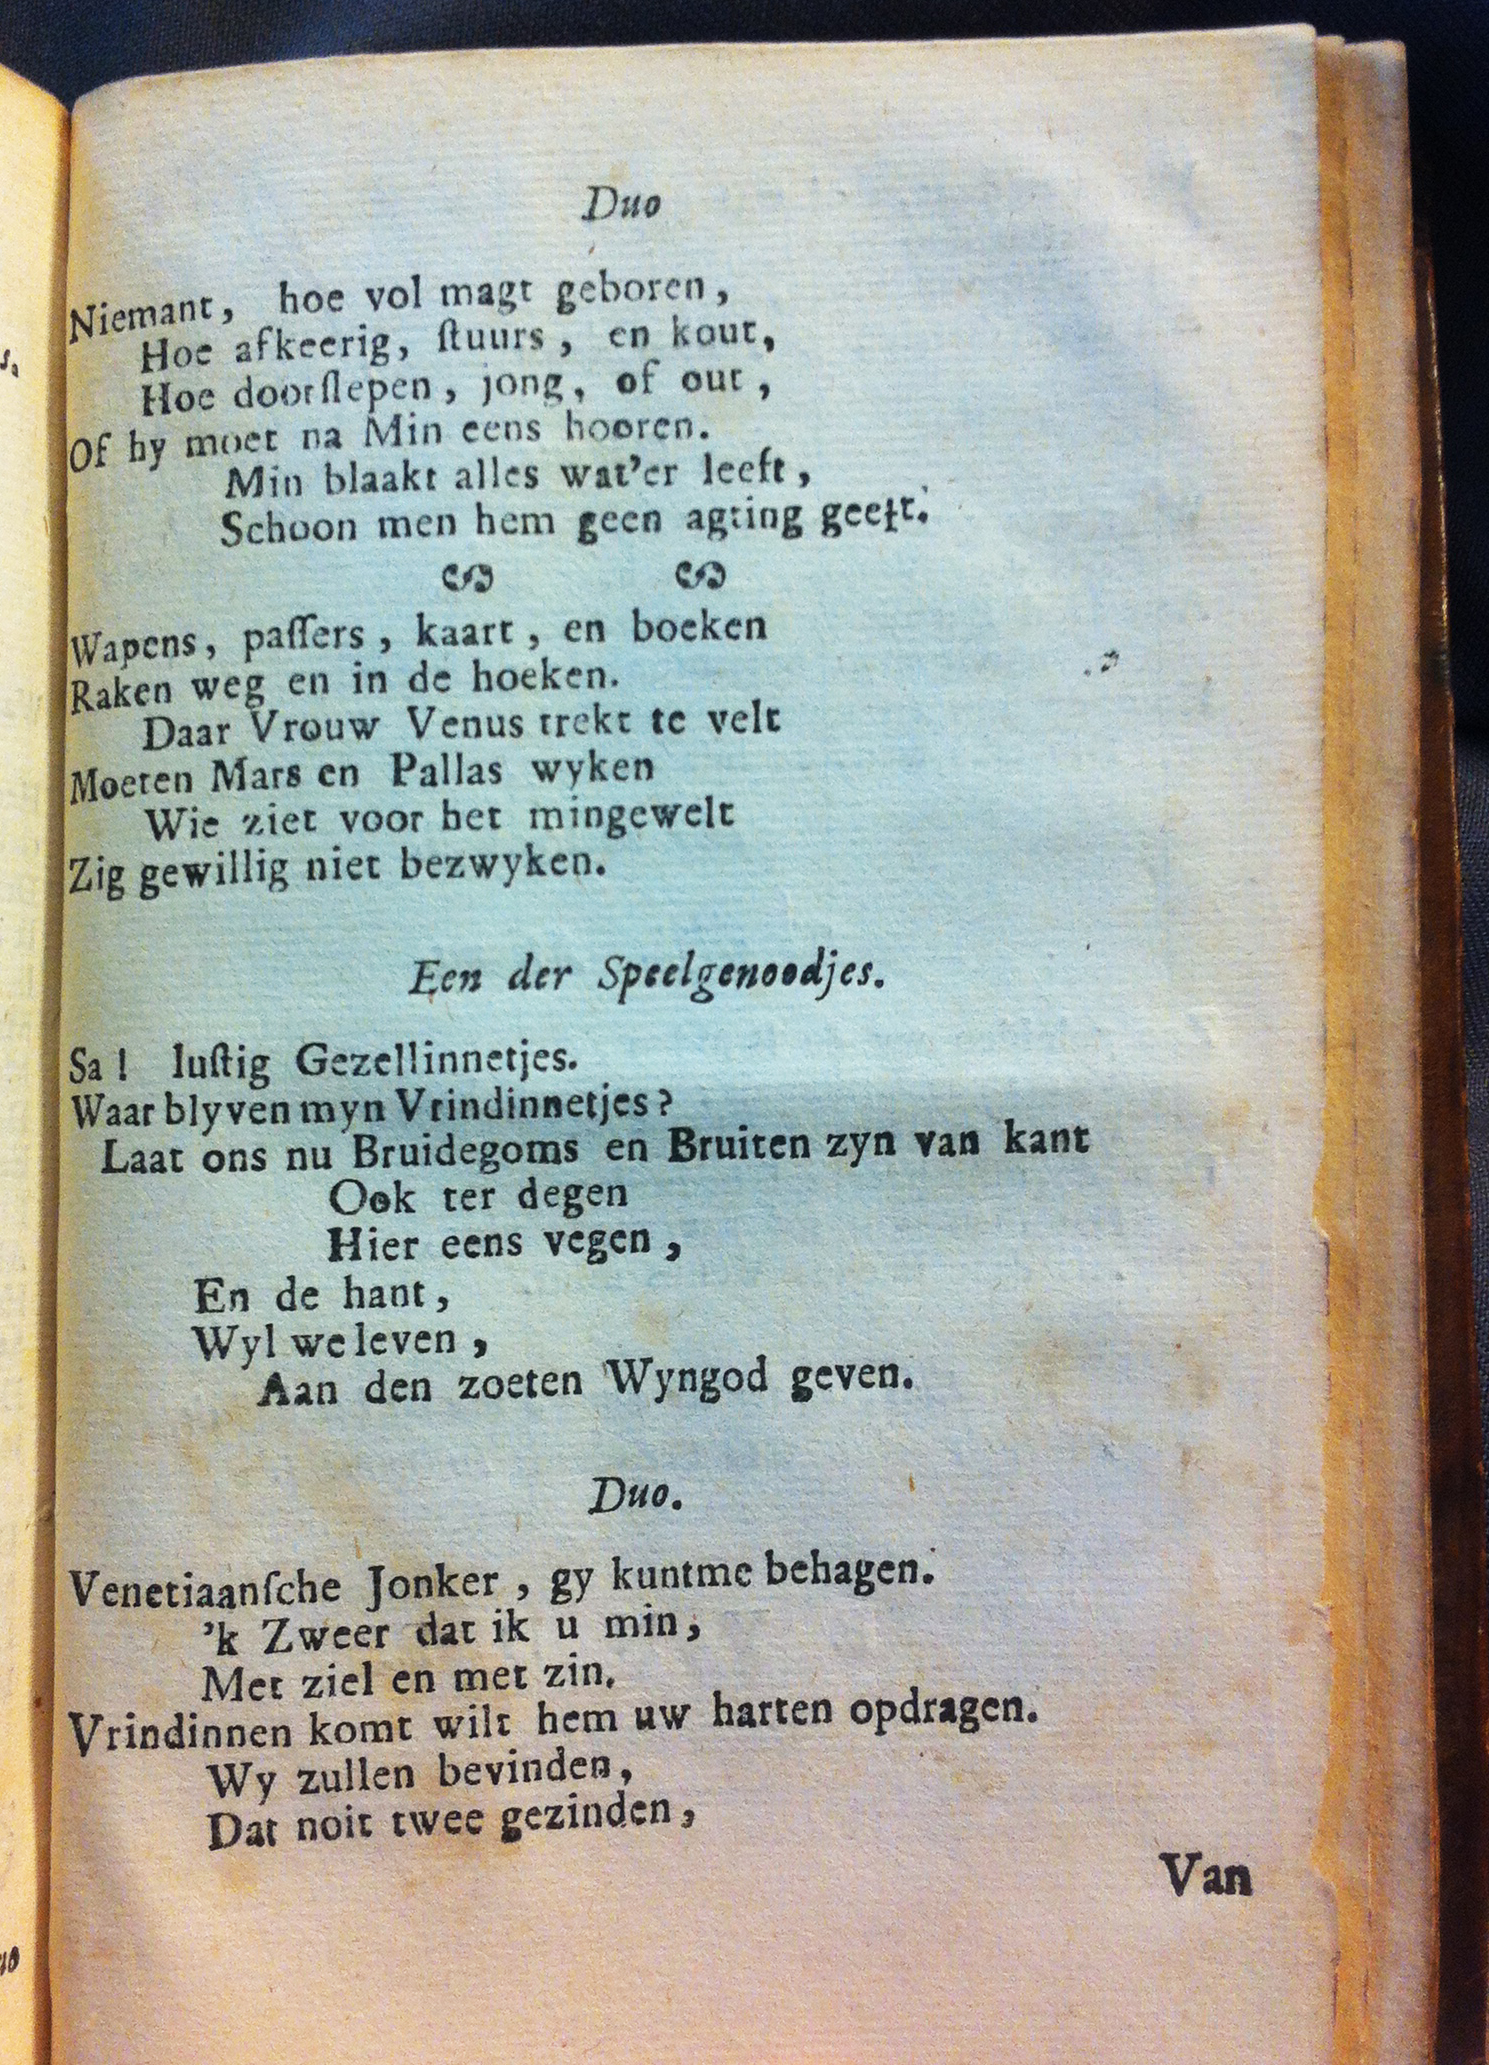 Duo
Niemant, hoe vol magt geboren,
Hoe afkeerig, ſtuurs, en kout,
Hoe doorſlepen, jong, of out,
Of hy moet na Min eens hooren.
Min blaakt alles wat'er leeft,
Schoon men hem geen agting geeft.
Wapens, paſſers, kaart, en boeken
Raken weg en in de hoeken.
Daar Vrouw Venus trekt te velt
Moeten Mars en Pallas wyken
Wie ziet voor het mingewelt
Zig gewillig niet bezwyken.
Een der Speelgenoodjes.
Sa! luſtig Gezellinnetjes.
Waar blyven myn Vrindinnetjes?
Laat ons nu Bruidegoms en Bruiten zyn van kant
Ook ter degen
Hier eens vegen,
En de hant,
Wyl we leven,
Aan den zoeten Wyngod geven.
Duo.
Venetiaanſche Jonker, gy kuntme behagen.
'k Zweer dat ik u min,
Met ziel en met zin.
Vrindinnen komt wilt hem uw harten opdragen.
Wy zullen bevinden,
Dat noit twee gezinden,
Van